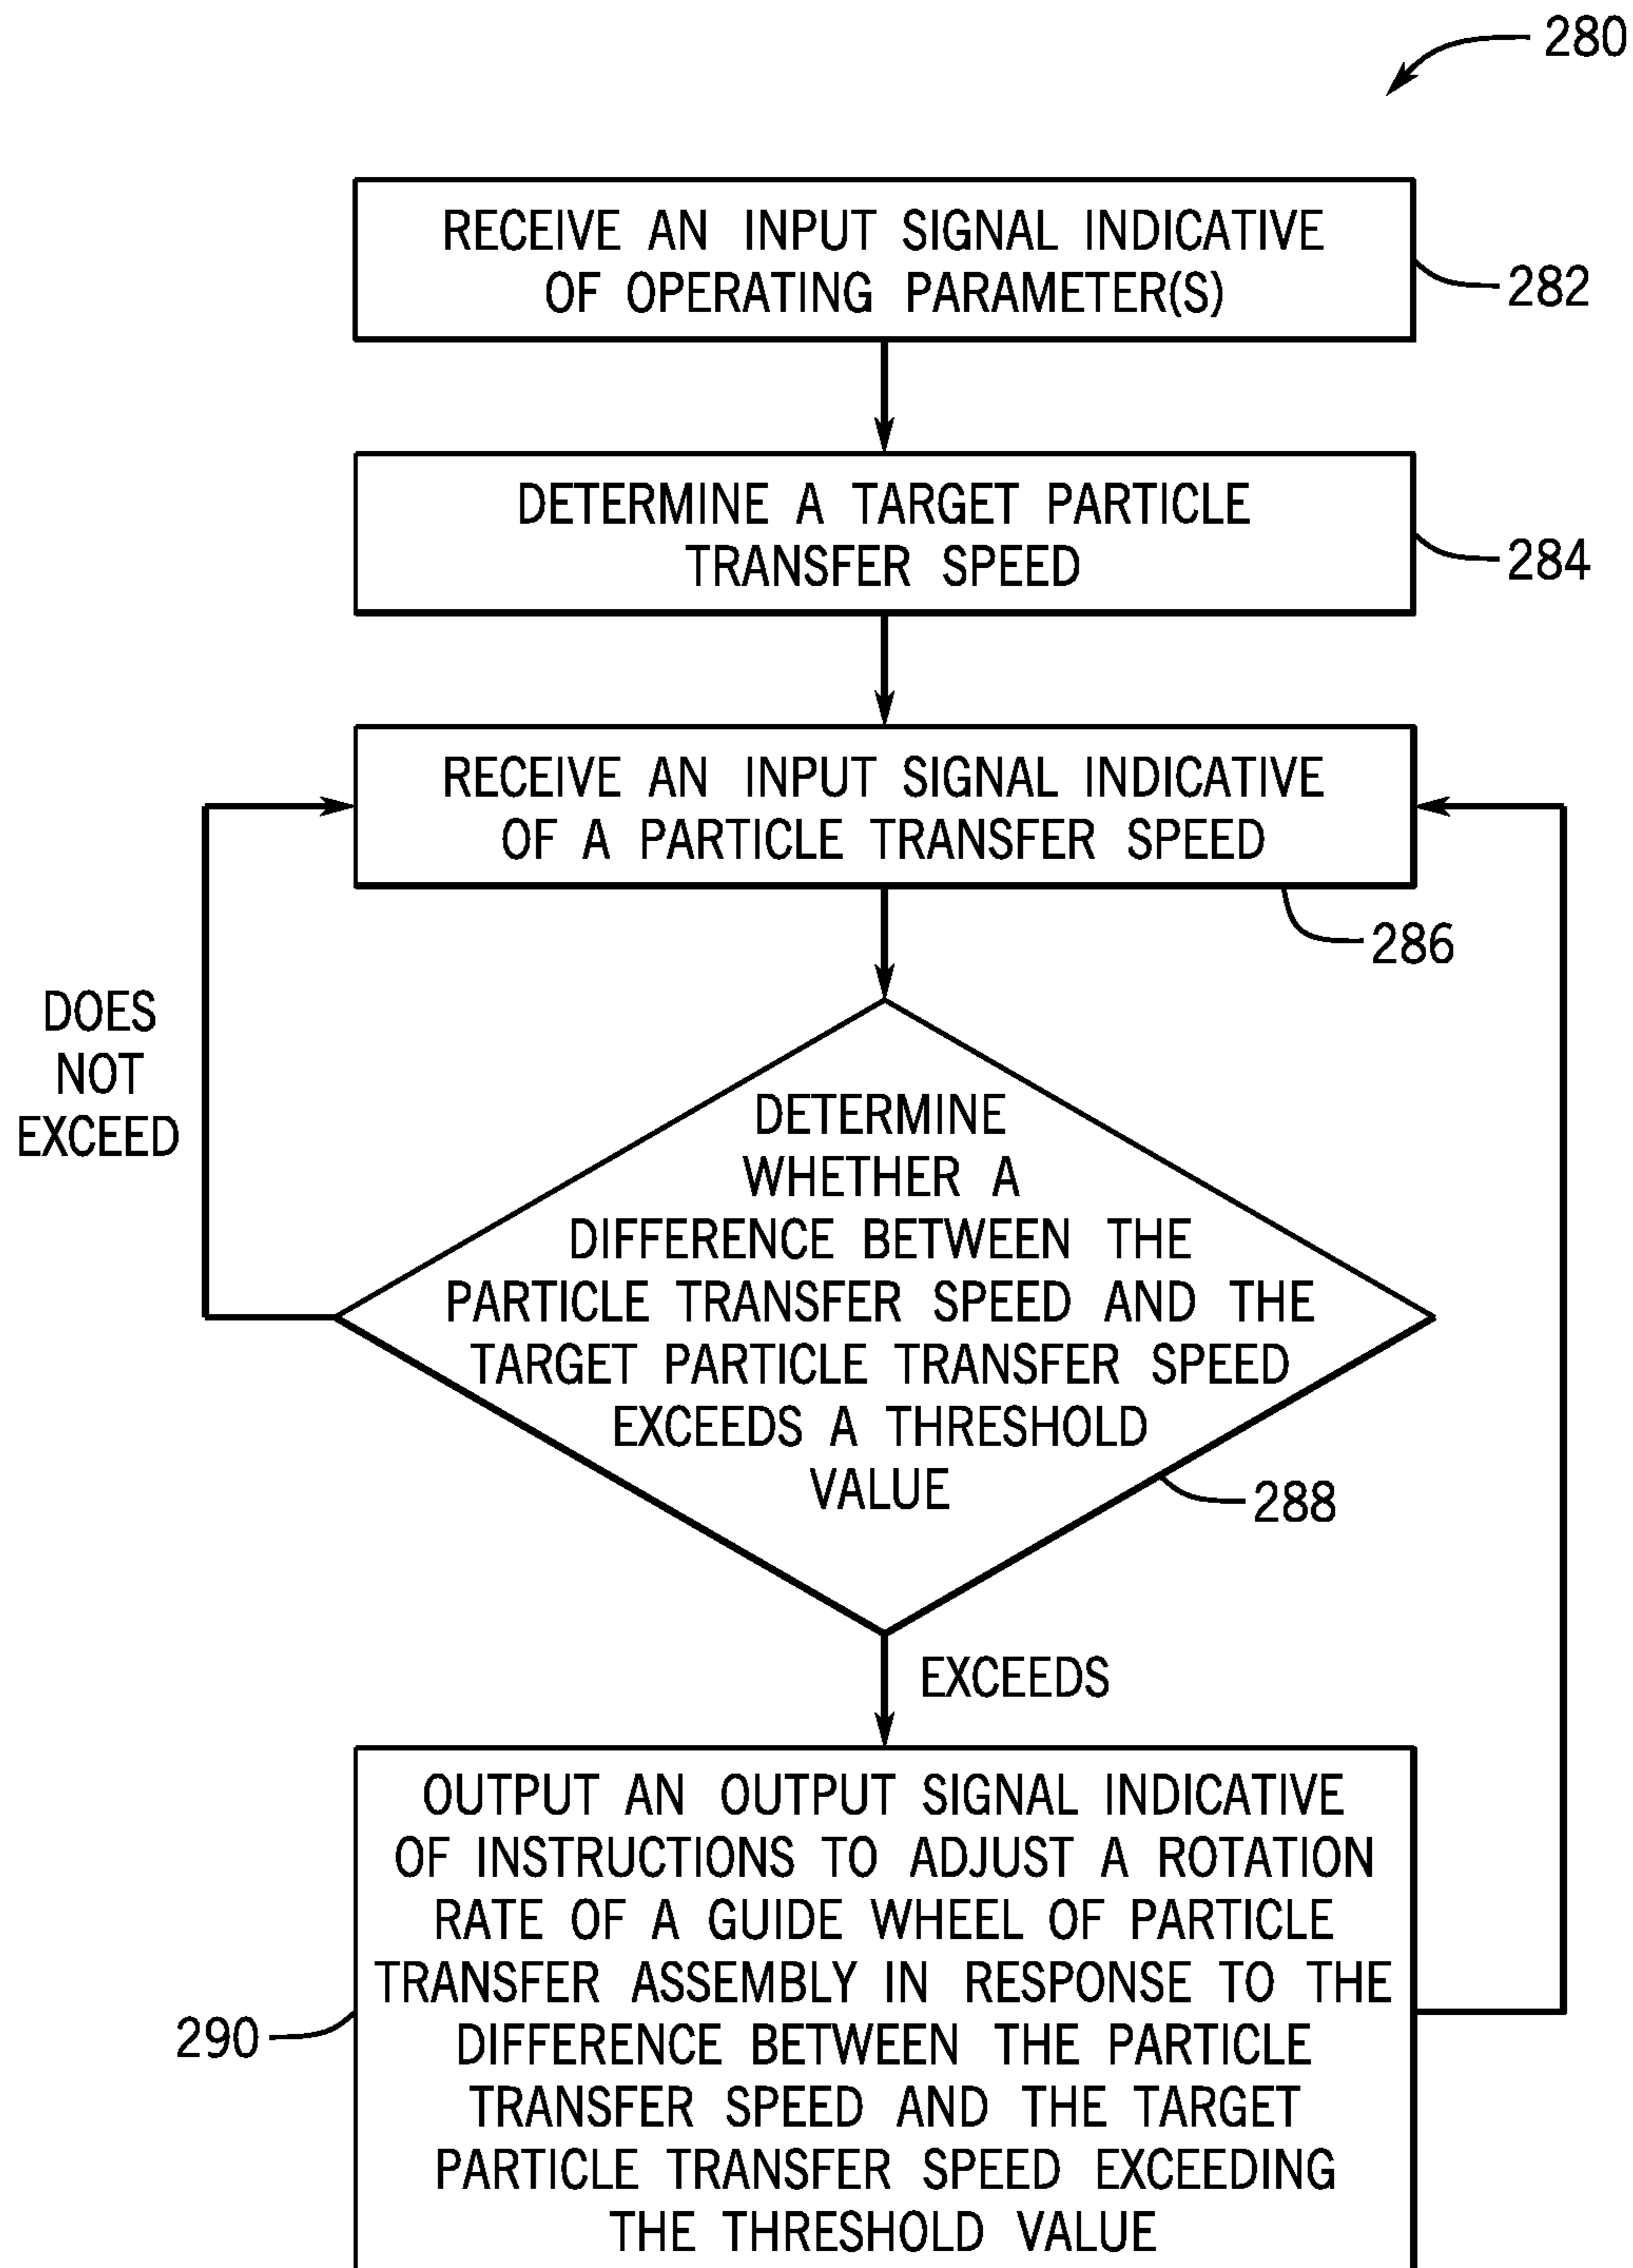 280
RECEIVE AN INPUT SIGNAL INDICATIVE
OF OPERATING PARAMETER(S)
282
DETERMINE A TARGET PARTICLE
TRANSFER SPEED
284
RECEIVE AN INPUT SIGNAL INDICATIVE
OF A PARTICLE TRANSFER SPEED
286
DOES
NOT
EXCEED
DETERMINE
WHETHER A
DIFFERENCE BETWEEN THE
PARTICLE TRANSFER SPEED AND THE
TARGET PARTICLE TRANSFER SPEED
EXCEEDS A THRESHOLD
VALUE
288
EXCEEDS
OUTPUT AN OUTPUT SIGNAL INDICATIVE
OF INSTRUCTIONS TO ADJUST A ROTATION
RATE OF A GUIDE WHEEL OF PARTICLE
TRANSFER ASSEMBLY IN RESPONSE TO THE
DIFFERENCE BETWEEN THE PARTICLE
TRANSFER SPEED AND THE TARGET
PARTICLE TRANSFER SPEED EXCEEDING
THE THRESHOLD VALUE
290